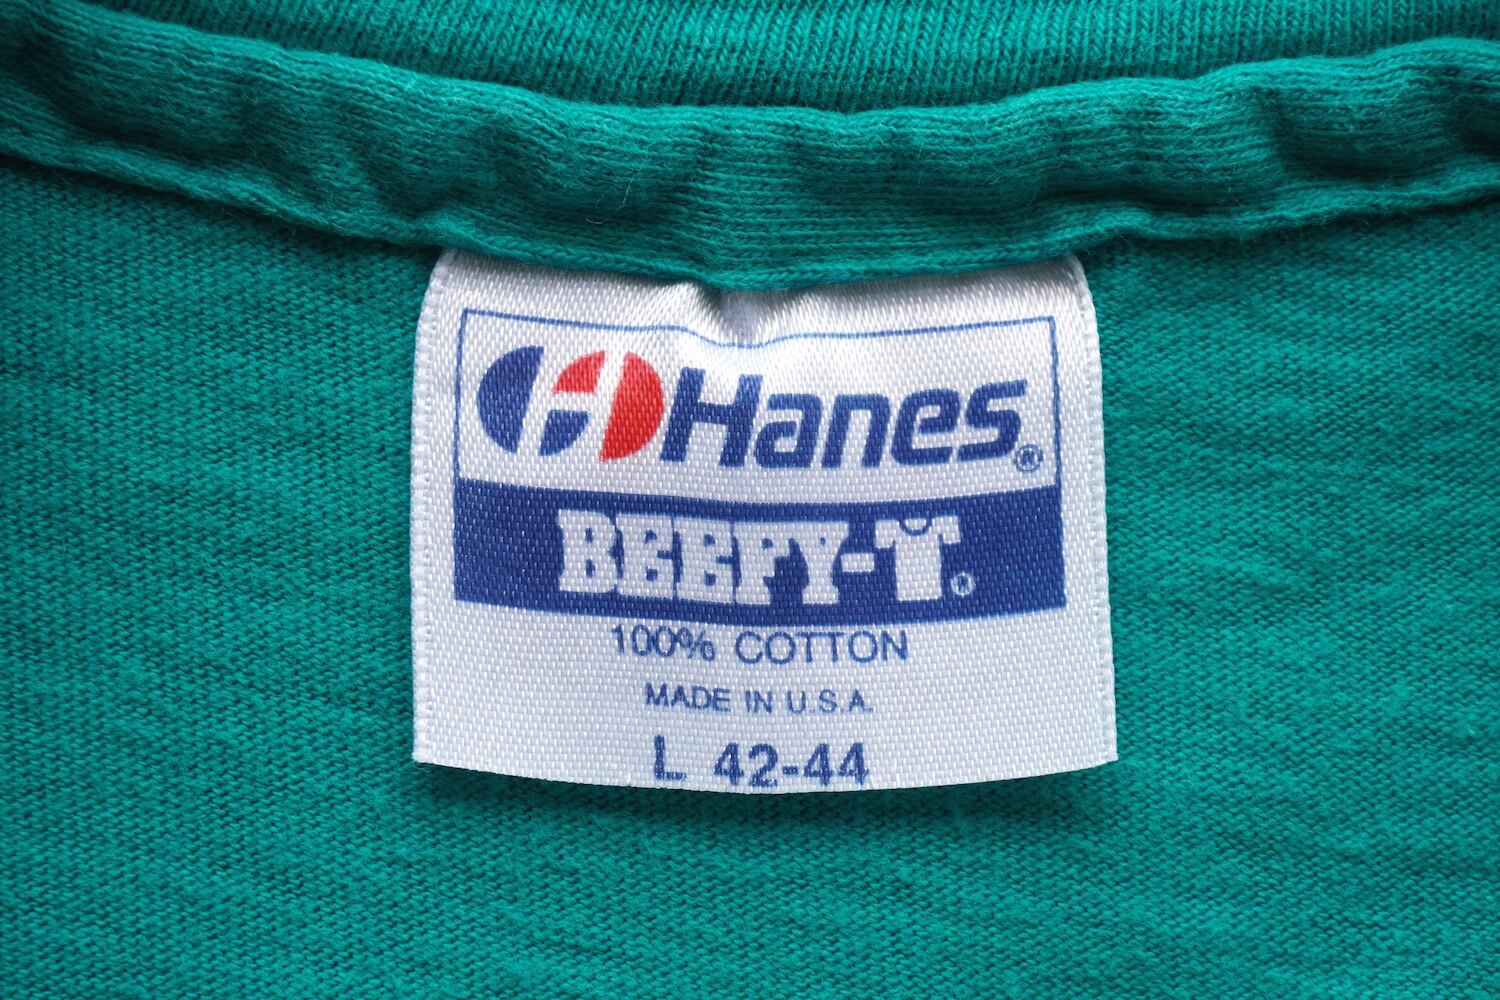 Hanes®
BEEFY-T®
100% COTTON
MADE IN U.S.A.
L 42-44